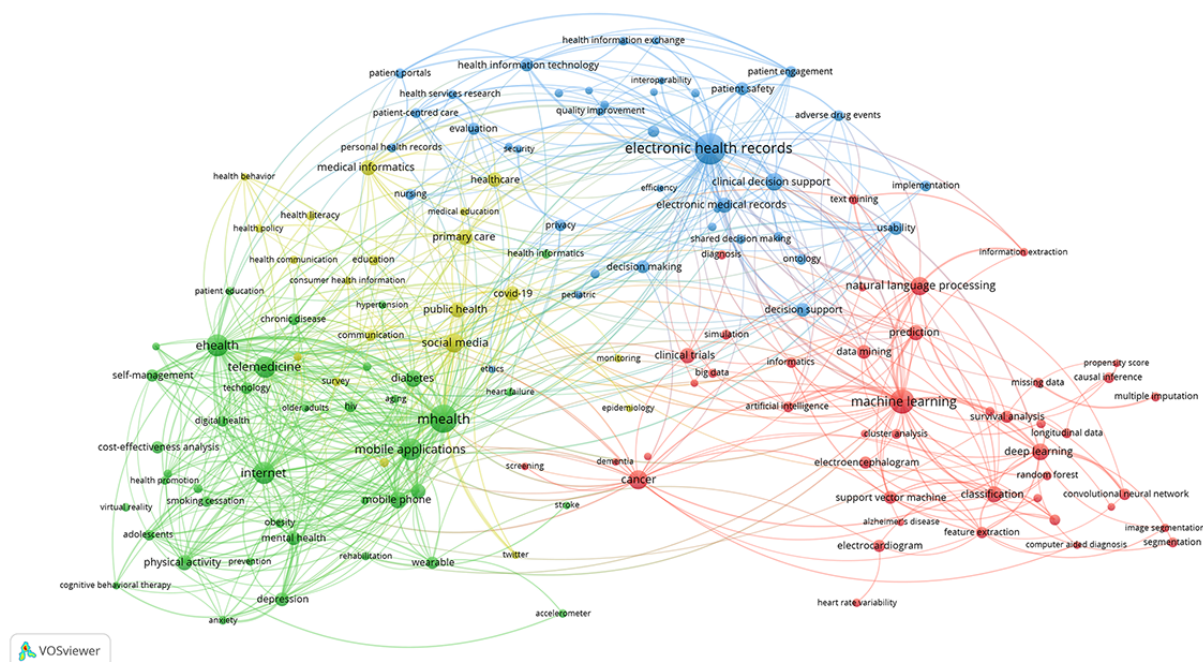 health information exchange
health information technology
patient portals
patient engagement
interoperability
health services research
patient safety
quality improvement
patient-centred care
adverse drug events
evaluation
personal health records
security
electronic health records
medical informatics
health behavior
healthcare
clinical decision support
implementation
nursing
efficiency
text mining
electronic medical records
medical education
health literacy
health policy
privacy
usability
primary care
shared decision making
information extraction
health informatics
diagnosis
ontology
health communication
education
decision making
consumer health information
natural language processing
patient education
covid-19
pediatric
hypertension
public health
decision support
chronic disease
communication
simulation
prediction
ehealth
social media
clinical trials
data mining
monitoring
informatics
propensity score
telemedicine
ethics
big data
self-management
diabetes
missing data
causal inference
technology
survey
heart failure
multiple imputation
aging
machine learning
older adults
hiv
epidemiology
artificial intelligence
digital health
mhealth
survival analysis
cluster analysis
longitudinal data
cost-effectiveness analysis
mobile applications
deep learning
dementia
electroencephalogram
screening
internet
cancer
random forest
health promotion
classification
convolutional neural network
smoking cessation
mobile phone
support vector machine
virtual reality
stroke
obesity
alzheimer's disease
image segmentation
adolescents
mental health
feature extraction
electrocardiogram
computer aided diagnosis
segmentation
rehabilitation
twitter
physical activity
prevention
wearable
cognitive behavioral therapy
depression
heart rate variability
accelerometer
anxiety
VOSviewer